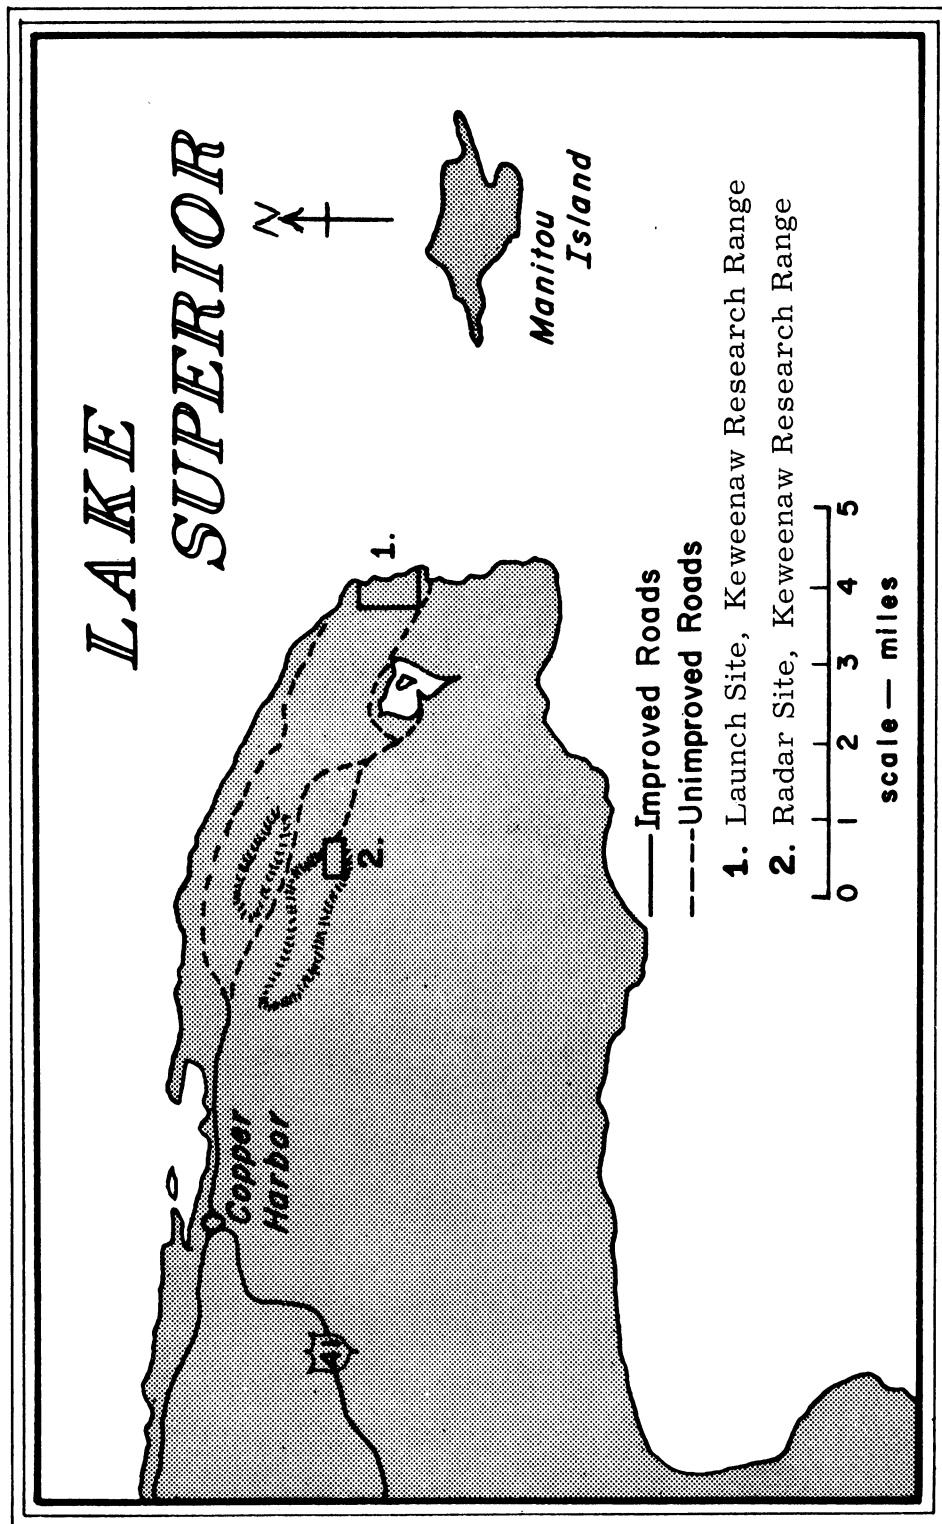 LAKE
SUPERIOR
N
Manitou
Island
1.
2.
Copper
Harbor
41
Improved Roads
Unimproved Roads
1. Launch Site, Keweenaw Research Range
2. Radar Site, Keweenaw Research Range
0 1 2 3 4 5
scale — miles